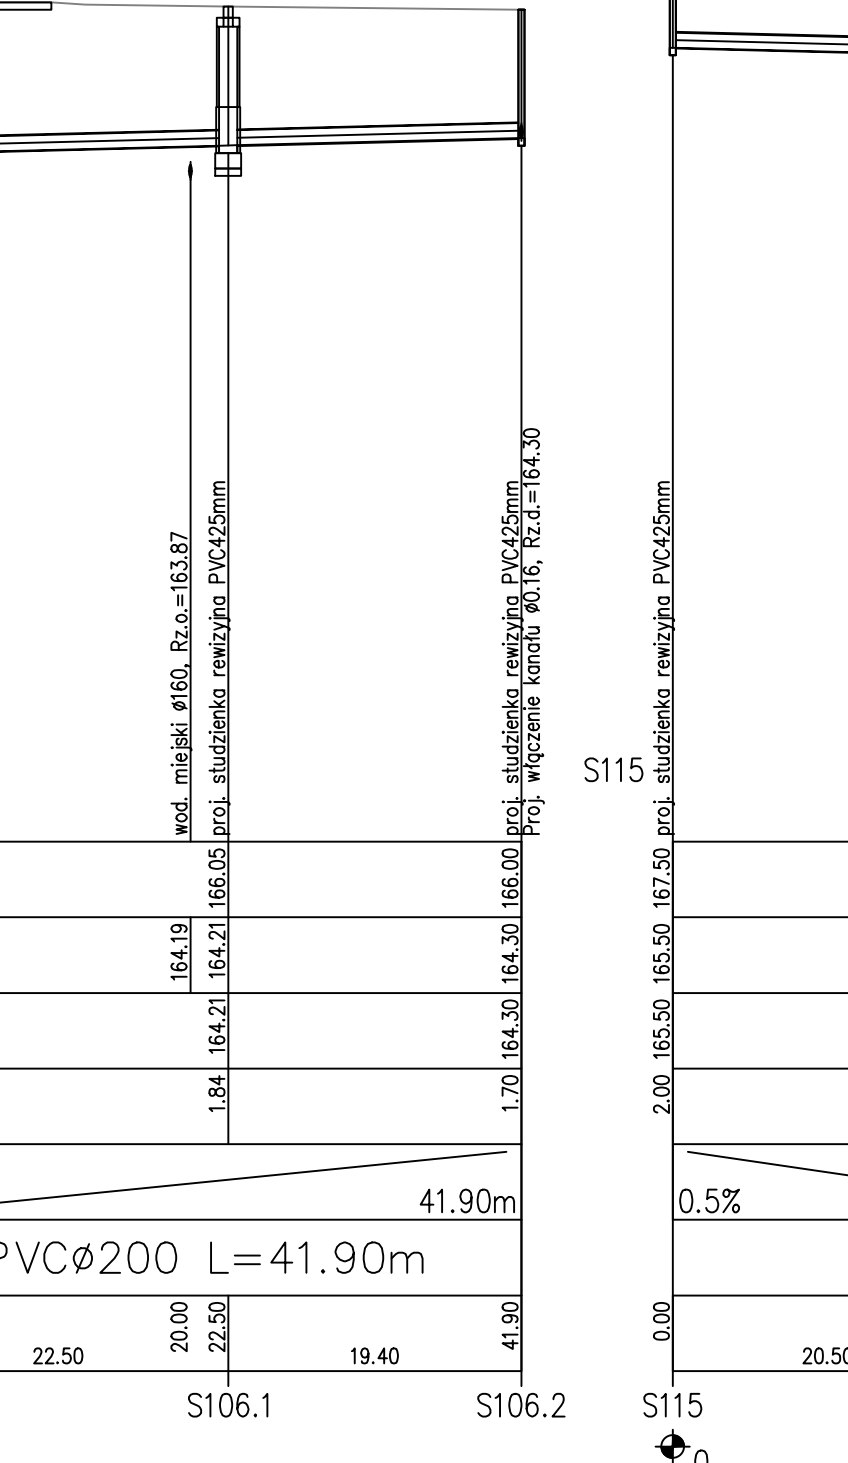 wod. miejski ø160, Rz.o.=163.87
proj. studzienka rewizyjna PVC425mm
proj. studzienka rewizyjna PVC425mm
Proj. włączenie kanału ø0.16, Rz.d.=164.30
S115
proj. studzienka rewizyjna PVC425mm
166.05 166.00 167.50
164.19 164.21 164.30 165.50
164.21 164.30 165.50
1.84 1.70 2.00
41.90m 0.5%
PVCø200 L=41.90m
20.00 22.50 41.90 0.00
22.50 19.40 20.50
S106.1 S106.2 S115